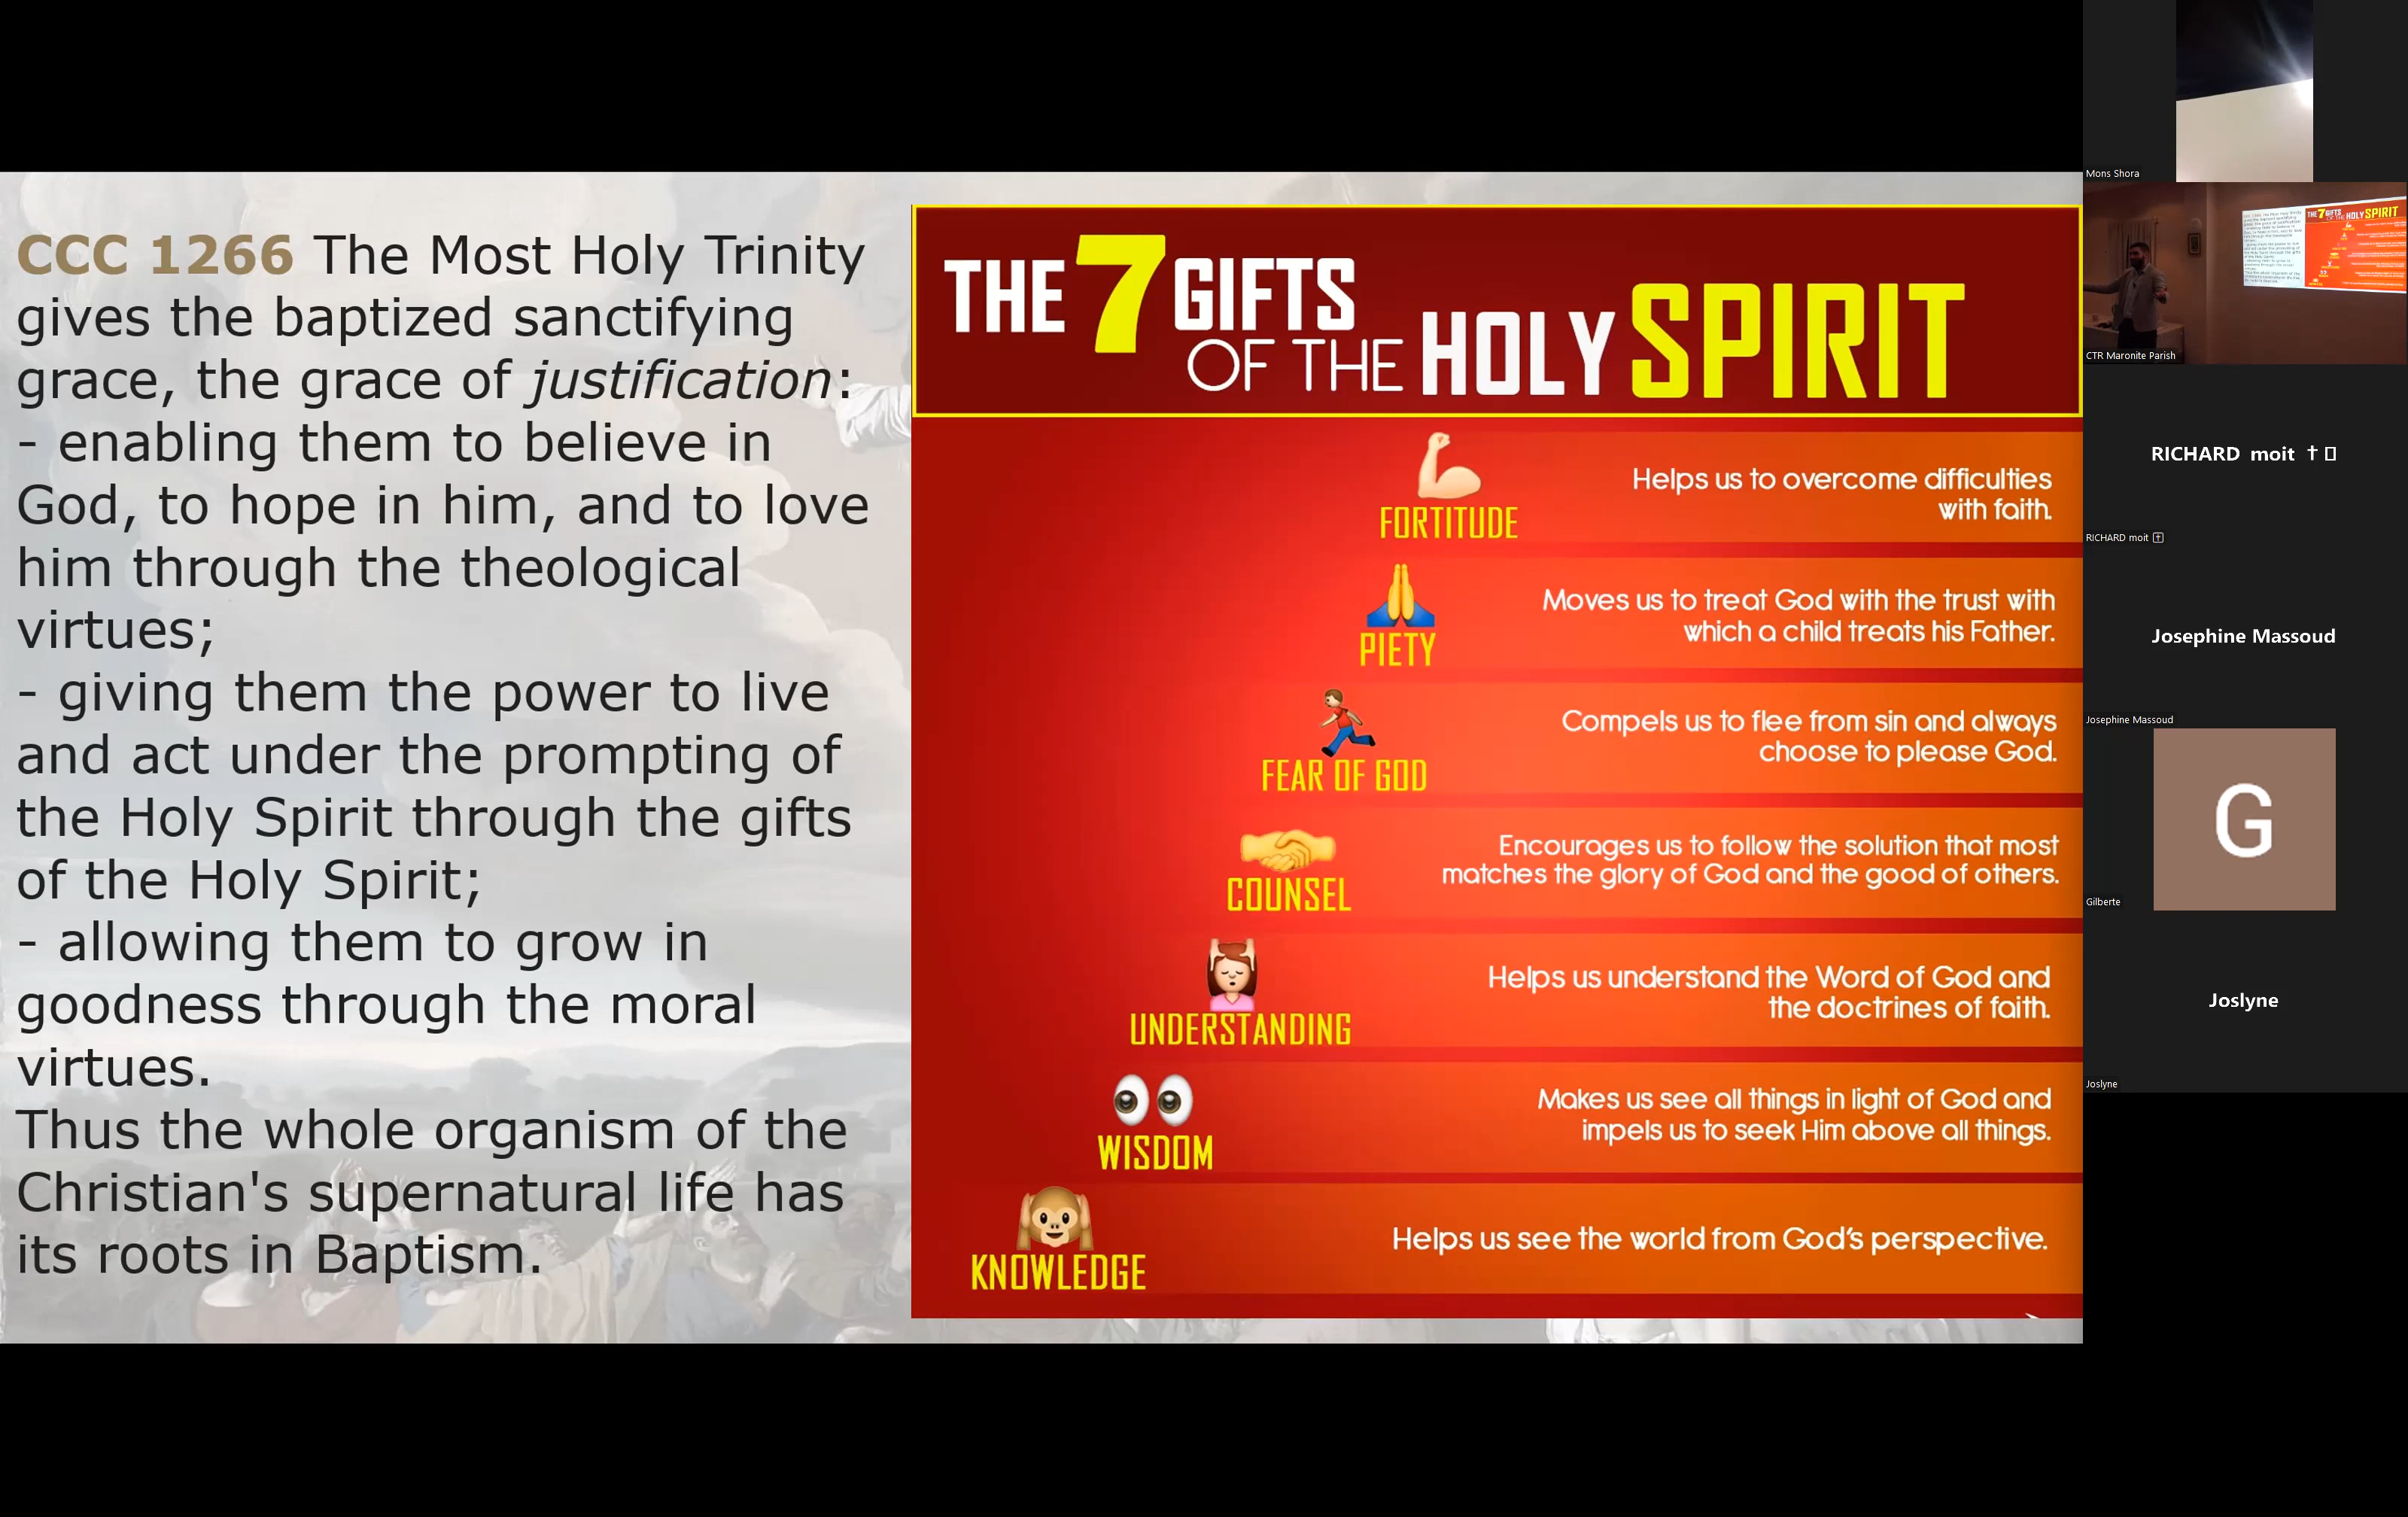 CCC 1266 The Most Holy Trinity
gives the baptized sanctifying
grace, the grace of justification:
- enabling them to believe in
God, to hope in him, and to love
him through the theological
virtues;
- giving them the power to live
and act under the prompting of
the Holy Spirit through the gifts
of the Holy Spirit;
- allowing them to grow in
goodness through the moral
virtues.
Thus the whole organism of the
Christian's supernatural life has
its roots in Baptism.
THE 7 GIFTS
OF THE HOLY SPIRIT
FORTITUDE
Helps us to overcome difficulties
with faith.
PIETY
Moves us to treat God with the trust with
which a child treats his Father.
FEAR OF GOD
Compels us to flee from sin and always
choose to please God.
COUNSEL
Encourages us to follow the solution that most
matches the glory of God and the good of others.
UNDERSTANDING
Helps us understand the Word of God and
the doctrines of faith.
WISDOM
Makes us see all things in light of God and
impels us to seek Him above all things.
KNOWLEDGE
Helps us see the world from God's perspective.
Mons Shora
THE 7 GIFTS
OF THE HOLY SPIRIT
CTR Maronite Parish
RICHARD moit †
RICHARD moit
Josephine Massoud
Josephine Massoud
G
Gilberte
Joslyne
Joslyne